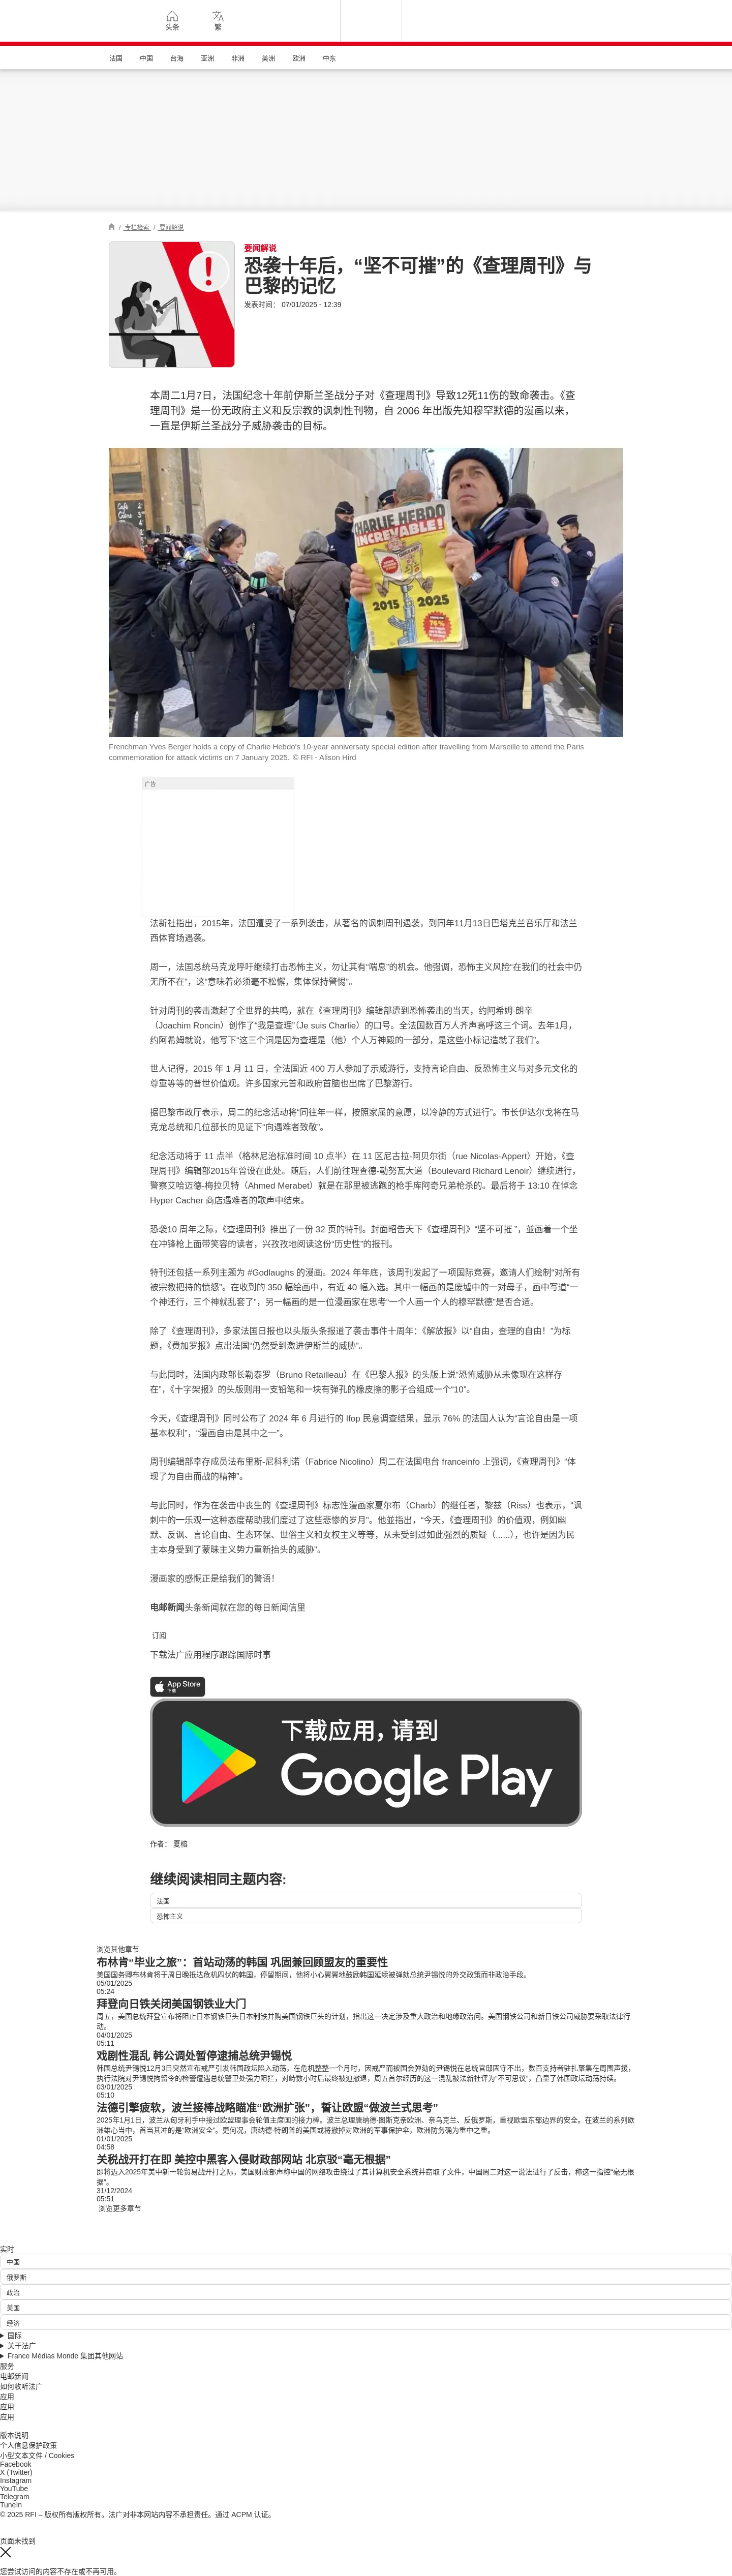 头条
繁
法国 中国 台海 亚洲 非洲 美洲 欧洲 中东
/ 专栏检索 / 要闻解说
要闻解说
恐袭十年后，“坚不可摧”的《查理周刊》与
巴黎的记忆
发表时间： 07/01/2025 - 12:39
本周二1月7日，法国纪念十年前伊斯兰圣战分子对《查理周刊》导致12死11伤的致命袭击。《查
理周刊》是一份无政府主义和反宗教的讽刺性刊物，自 2006 年出版先知穆罕默德的漫画以来，
一直是伊斯兰圣战分子威胁袭击的目标。
CHARLIE HEBDO
INCREVABLE!
2015
2025
76%
Frenchman Yves Berger holds a copy of Charlie Hebdo's 10-year anniversaty special edition after travelling from Marseille to attend the Paris
commemoration for attack victims on 7 January 2025. © RFI - Alison Hird
广告
法新社指出，2015年，法国遭受了一系列袭击，从著名的讽刺周刊遇袭，到同年11月13日巴塔克兰音乐厅和法兰
西体育场遇袭。
周一，法国总统马克龙呼吁继续打击恐怖主义，勿让其有“喘息”的机会。他强调，恐怖主义风险“在我们的社会中仍
无所不在”，这“意味着必须毫不松懈，集体保持警惕”。
针对周刊的袭击激起了全世界的共鸣，就在《查理周刊》编辑部遭到恐怖袭击的当天，约阿希姆·朗辛
（Joachim Roncin）创作了“我是查理”（Je suis Charlie）的口号。全法国数百万人齐声高呼这三个词。去年1月，
约阿希姆就说，他写下“这三个词是因为查理是（他）个人万神殿的一部分，是这些小标记造就了我们”。
世人记得，2015 年 1 月 11 日，全法国近 400 万人参加了示威游行，支持言论自由、反恐怖主义与对多元文化的
尊重等等的普世价值观。许多国家元首和政府首脑也出席了巴黎游行。
据巴黎市政厅表示，周二的纪念活动将“同往年一样，按照家属的意愿，以冷静的方式进行”。市长伊达尔戈将在马
克龙总统和几位部长的见证下“向遇难者致敬”。
纪念活动将于 11 点半（格林尼治标准时间 10 点半）在 11 区尼古拉-阿贝尔街（rue Nicolas-Appert）开始，《查
理周刊》编辑部2015年曾设在此处。随后，人们前往理查德-勒努瓦大道（Boulevard Richard Lenoir）继续进行，
警察艾哈迈德-梅拉贝特（Ahmed Merabet）就是在那里被逃跑的枪手库阿奇兄弟枪杀的。最后将于 13:10 在悼念
Hyper Cacher 商店遇难者的歌声中结束。
恐袭10 周年之际，《查理周刊》推出了一份 32 页的特刊。封面昭告天下《查理周刊》“坚不可摧 ”，並画着一个坐
在冲锋枪上面带笑容的读者，兴孜孜地阅读这份“历史性”的报刊。
特刊还包括一系列主题为 #Godlaughs 的漫画。2024 年年底，该周刊发起了一项国际竞赛，邀请人们绘制“对所有
被宗教把持的愤怒”。在收到的 350 幅绘画中，有近 40 幅入选。其中一幅画的是废墟中的一对母子，画中写道“一
个神还行，三个神就乱套了”，另一幅画的是一位漫画家在思考“一个人画一个人的穆罕默德”是否合适。
除了《查理周刊》，多家法国日报也以头版头条报道了袭击事件十周年：《解放报》以“自由，查理的自由！”为标
题，《费加罗报》点出法国“仍然受到激进伊斯兰的威胁”。
与此同时，法国内政部长勒泰罗（Bruno Retailleau）在《巴黎人报》的头版上说“恐怖威胁从未像现在这样存
在”，《十字架报》的头版则用一支铅笔和一块有弹孔的橡皮擦的影子合组成一个“10”。
今天，《查理周刊》同时公布了 2024 年 6 月进行的 Ifop 民意调查结果，显示 76% 的法国人认为“言论自由是一项
基本权利”，“漫画自由是其中之一”。
周刊编辑部幸存成员法布里斯-尼科利诺（Fabrice Nicolino）周二在法国电台 franceinfo 上强调，《查理周刊》“体
现了为自由而战的精神”。
与此同时，作为在袭击中丧生的《查理周刊》标志性漫画家夏尔布（Charb）的继任者，黎兹（Riss）也表示，“讽
刺中的━乐观━这种态度帮助我们度过了这些悲惨的岁月”。他並指出，“今天，《查理周刊》的价值观，例如幽
默、反讽、言论自由、生态环保、世俗主义和女权主义等等，从未受到过如此强烈的质疑（......），也许是因为民
主本身受到了蒙昧主义势力重新抬头的威胁”。
漫画家的感慨正是给我们的警语！
电邮新闻头条新闻就在您的每日新闻信里
订阅
下载法广应用程序跟踪国际时事
App Store
下载
下载应用，请到
Google Play
作者： 夏榕
继续阅读相同主题内容:
法国
恐怖主义
浏览其他章节
布林肯“毕业之旅”：首站动荡的韩国 巩固兼回顾盟友的重要性
美国国务卿布林肯将于周日晚抵达危机四伏的韩国，停留期间，他将小心翼翼地鼓励韩国延续被弹劾总统尹锡悦的外交政策而非政治手段。
05/01/2025
05:24
拜登向日铁关闭美国钢铁业大门
周五，美国总统拜登宣布将阻止日本钢铁巨头日本制铁并购美国钢铁巨头的计划，指出这一决定涉及重大政治和地缘政治问。美国钢铁公司和新日铁公司威胁要采取法律行
动。
04/01/2025
05:11
戏剧性混乱 韩公调处暂停逮捕总统尹锡悦
韩国总统尹锡悦12月3日突然宣布戒严引发韩国政坛陷入动荡，在危机整整一个月时，因戒严而被国会弹劾的尹锡悦在总统官邸固守不出，数百支持者驻扎聚集在周围声援，
执行法院对尹锡悦拘留令的检警遭遇总统警卫处强力阻拦，对峙数小时后最终被迫撤退，周五首尔经历的这一混乱被法新社评为“不可思议”，凸显了韩国政坛动荡持续。
03/01/2025
05:10
法德引擎疲软，波兰接棒战略瞄准“欧洲扩张”，誓让欧盟“做波兰式思考”
2025年1月1日，波兰从匈牙利手中接过欧盟理事会轮值主席国的接力棒。波兰总理唐纳德·图斯克亲欧洲、亲乌克兰、反俄罗斯，重视欧盟东部边界的安全。在波兰的系列欧
洲雄心当中，首当其冲的是“欧洲安全”。更何况，唐纳德·特朗普的美国或将撤掉对欧洲的军事保护伞，欧洲防务确为重中之重。
01/01/2025
04:58
关税战开打在即 美控中黑客入侵财政部网站 北京驳“毫无根据”
即将迈入2025年美中新一轮贸易战开打之际，美国财政部声称中国的网络攻击绕过了其计算机安全系统并窃取了文件，中国周二对这一说法进行了反击，称这一指控“毫无根
据”。
31/12/2024
05:51
浏览更多章节
实时
中国
俄罗斯
政治
美国
经济
国际
关于法广
France Médias Monde 集团其他网站
服务
电邮新闻
如何收听法广
应用
应用
应用
版本说明
个人信息保护政策
小型文本文件 / Cookies
Facebook
X (Twitter)
Instagram
YouTube
Telegram
TuneIn
© 2025 RFI – 版权所有版权所有。法广对非本网站内容不承担责任。通过 ACPM 认证。
页面未找到
您尝试访问的内容不存在或不再可用。